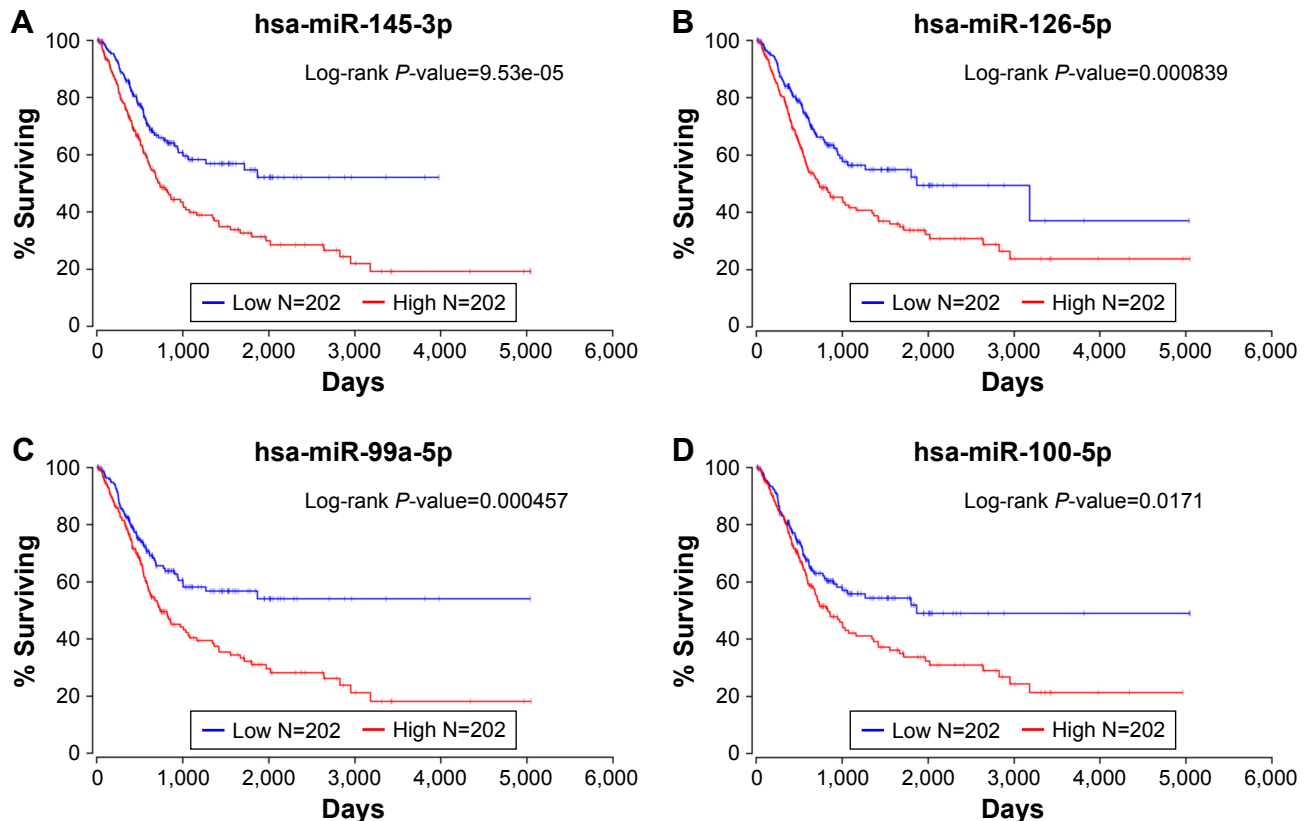 A
hsa-miR-145-3p
Log-rank P-value=9.53e-05
100
80
60
40
20
0
% Surviving
Low N=202 High N=202
0 1,000 2,000 3,000 4,000 5,000 6,000
Days
B
hsa-miR-126-5p
Log-rank P-value=0.000839
100
80
60
40
20
0
% Surviving
Low N=202 High N=202
0 1,000 2,000 3,000 4,000 5,000 6,000
Days
C
hsa-miR-99a-5p
Log-rank P-value=0.000457
100
80
60
40
20
0
% Surviving
Low N=202 High N=202
0 1,000 2,000 3,000 4,000 5,000 6,000
Days
D
hsa-miR-100-5p
Log-rank P-value=0.0171
100
80
60
40
20
0
% Surviving
Low N=202 High N=202
0 1,000 2,000 3,000 4,000 5,000 6,000
Days